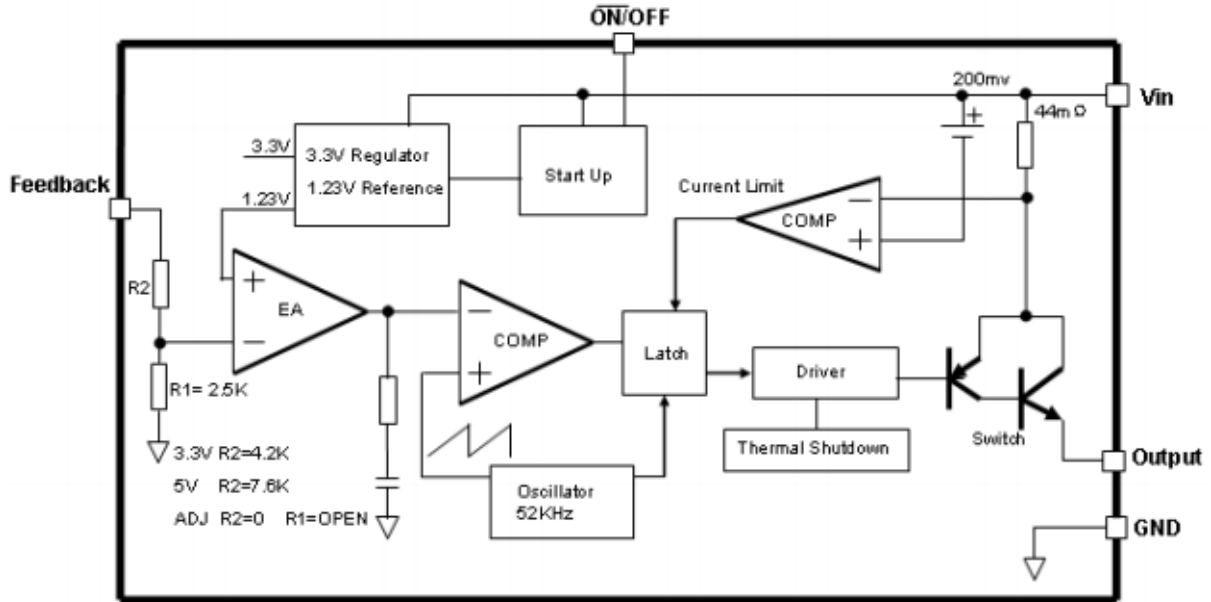 ON/OFF
200mv
Vin
44mΩ
3.3V
3.3V Regulator
1.23V Reference
Start Up
Feedback
1.23V
Current Limit
COMP
−
+
+
R2
+
EA
−
−
COMP
+
Latch
R1= 2.5K
Driver
Switch
Thermal Shutdown
3.3V R2=4.2K
5V R2=7.6K
ADJ R2=0 R1=OPEN
Oscillator
52KHz
Output
GND